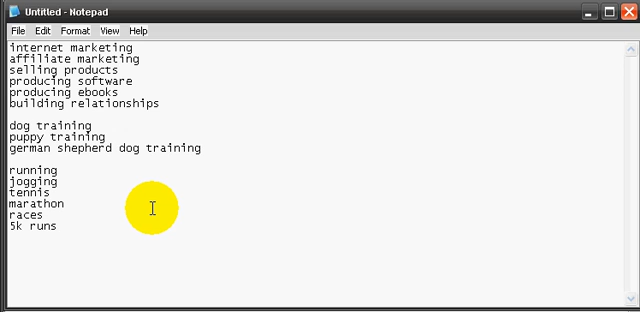 Untitled - Notepad
File Edit Format View Help
internet marketing
affiliate marketing
selling products
producing software
producing ebooks
building relationships
dog training
puppy training
german shepherd dog training
running
jogging
tennis
marathon
races
5k runs